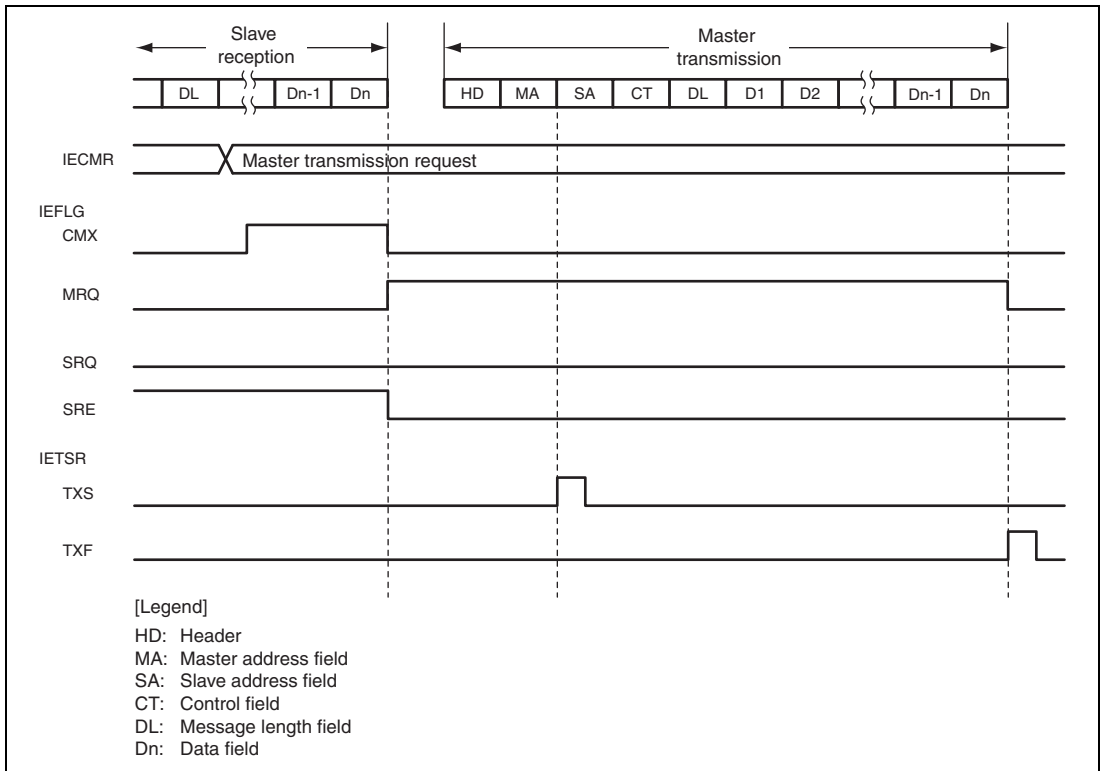 Slave
reception
Master
transmission
DL Dn-1 Dn HD MA SA CT DL D1 D2 Dn-1 Dn
IECMR Master transmission request
IEFLG
CMX
MRQ
SRQ
SRE
IETSR
TXS
TXF
[Legend]
HD: Header
MA: Master address field
SA: Slave address field
CT: Control field
DL: Message length field
Dn: Data field